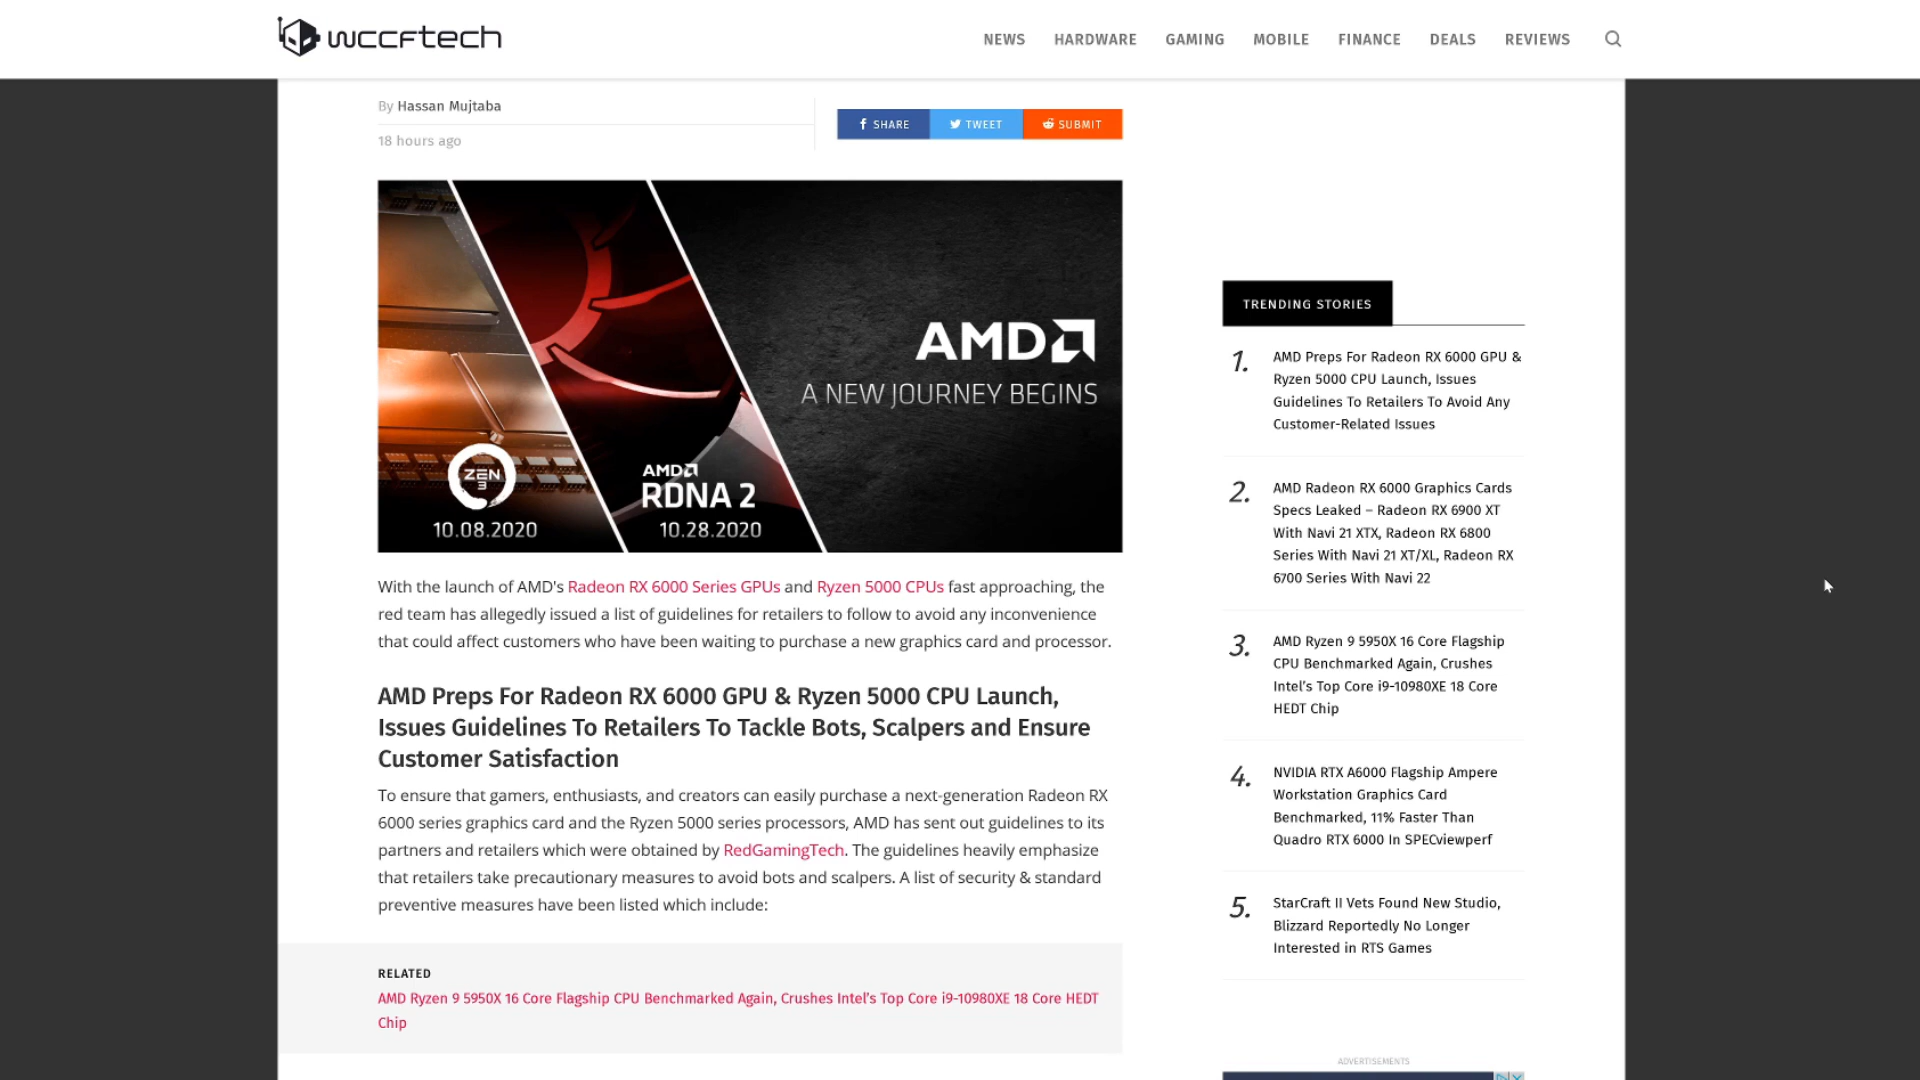 wccftech
NEWS HARDWARE GAMING MOBILE FINANCE DEALS REVIEWS
By Hassan Mujtaba
18 hours ago
SHARE TWEET SUBMIT
AMD
A NEW JOURNEY BEGINS
ZEN
3
10.08.2020
AMD
RDNA 2
10.28.2020
With the launch of AMD's Radeon RX 6000 Series GPUs and Ryzen 5000 CPUs fast approaching, the
red team has allegedly issued a list of guidelines for retailers to follow to avoid any inconvenience
that could affect customers who have been waiting to purchase a new graphics card and processor.
AMD Preps For Radeon RX 6000 GPU & Ryzen 5000 CPU Launch,
Issues Guidelines To Retailers To Tackle Bots, Scalpers and Ensure
Customer Satisfaction
To ensure that gamers, enthusiasts, and creators can easily purchase a next-generation Radeon RX
6000 series graphics card and the Ryzen 5000 series processors, AMD has sent out guidelines to its
partners and retailers which were obtained by RedGamingTech. The guidelines heavily emphasize
that retailers take precautionary measures to avoid bots and scalpers. A list of security & standard
preventive measures have been listed which include:
RELATED
AMD Ryzen 9 5950X 16 Core Flagship CPU Benchmarked Again, Crushes Intel's Top Core i9-10980XE 18 Core HEDT
Chip
TRENDING STORIES
1.
AMD Preps For Radeon RX 6000 GPU &
Ryzen 5000 CPU Launch, Issues
Guidelines To Retailers To Avoid Any
Customer-Related Issues
2.
AMD Radeon RX 6000 Graphics Cards
Specs Leaked – Radeon RX 6900 XT
With Navi 21 XTX, Radeon RX 6800
Series With Navi 21 XT/XL, Radeon RX
6700 Series With Navi 22
3.
AMD Ryzen 9 5950X 16 Core Flagship
CPU Benchmarked Again, Crushes
Intel's Top Core i9-10980XE 18 Core
HEDT Chip
4.
NVIDIA RTX A6000 Flagship Ampere
Workstation Graphics Card
Benchmarked, 11% Faster Than
Quadro RTX 6000 In SPECviewperf
5.
StarCraft II Vets Found New Studio,
Blizzard Reportedly No Longer
Interested in RTS Games
ADVERTISEMENTS